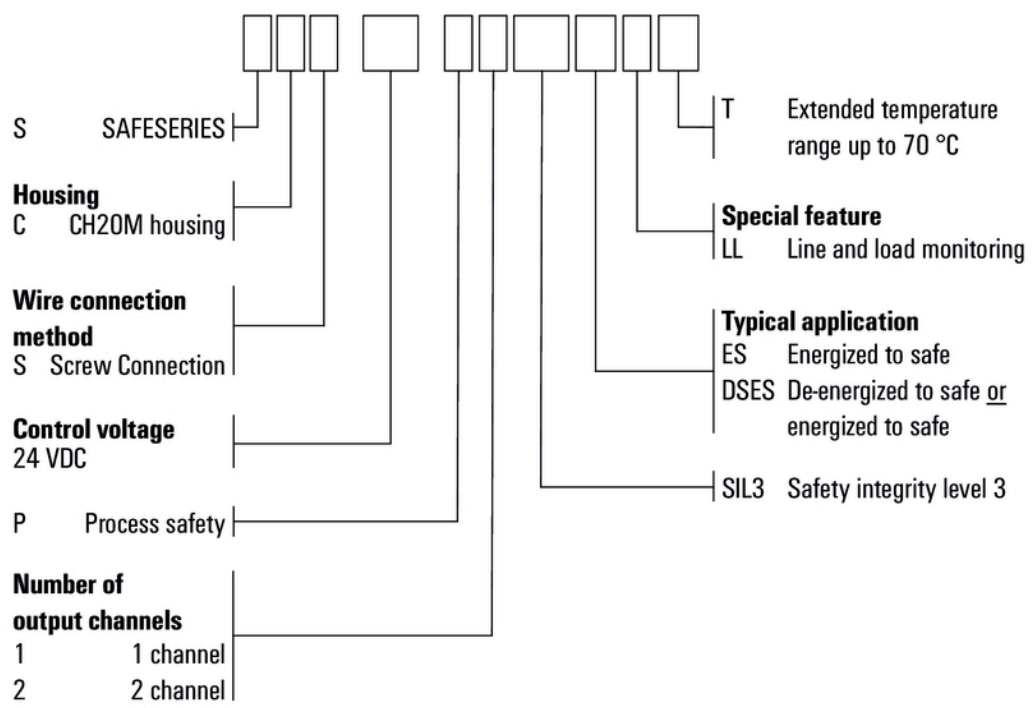 S SAFESERIES
Housing
C CH20M housing
Wire connection
method
S Screw Connection
Control voltage
24 VDC
P Process safety
Number of
output channels
1 1 channel
2 2 channel
T Extended temperature
range up to 70 °C
Special feature
LL Line and load monitoring
Typical application
ES Energized to safe
DSES De-energized to safe or
energized to safe
SIL3 Safety integrity level 3